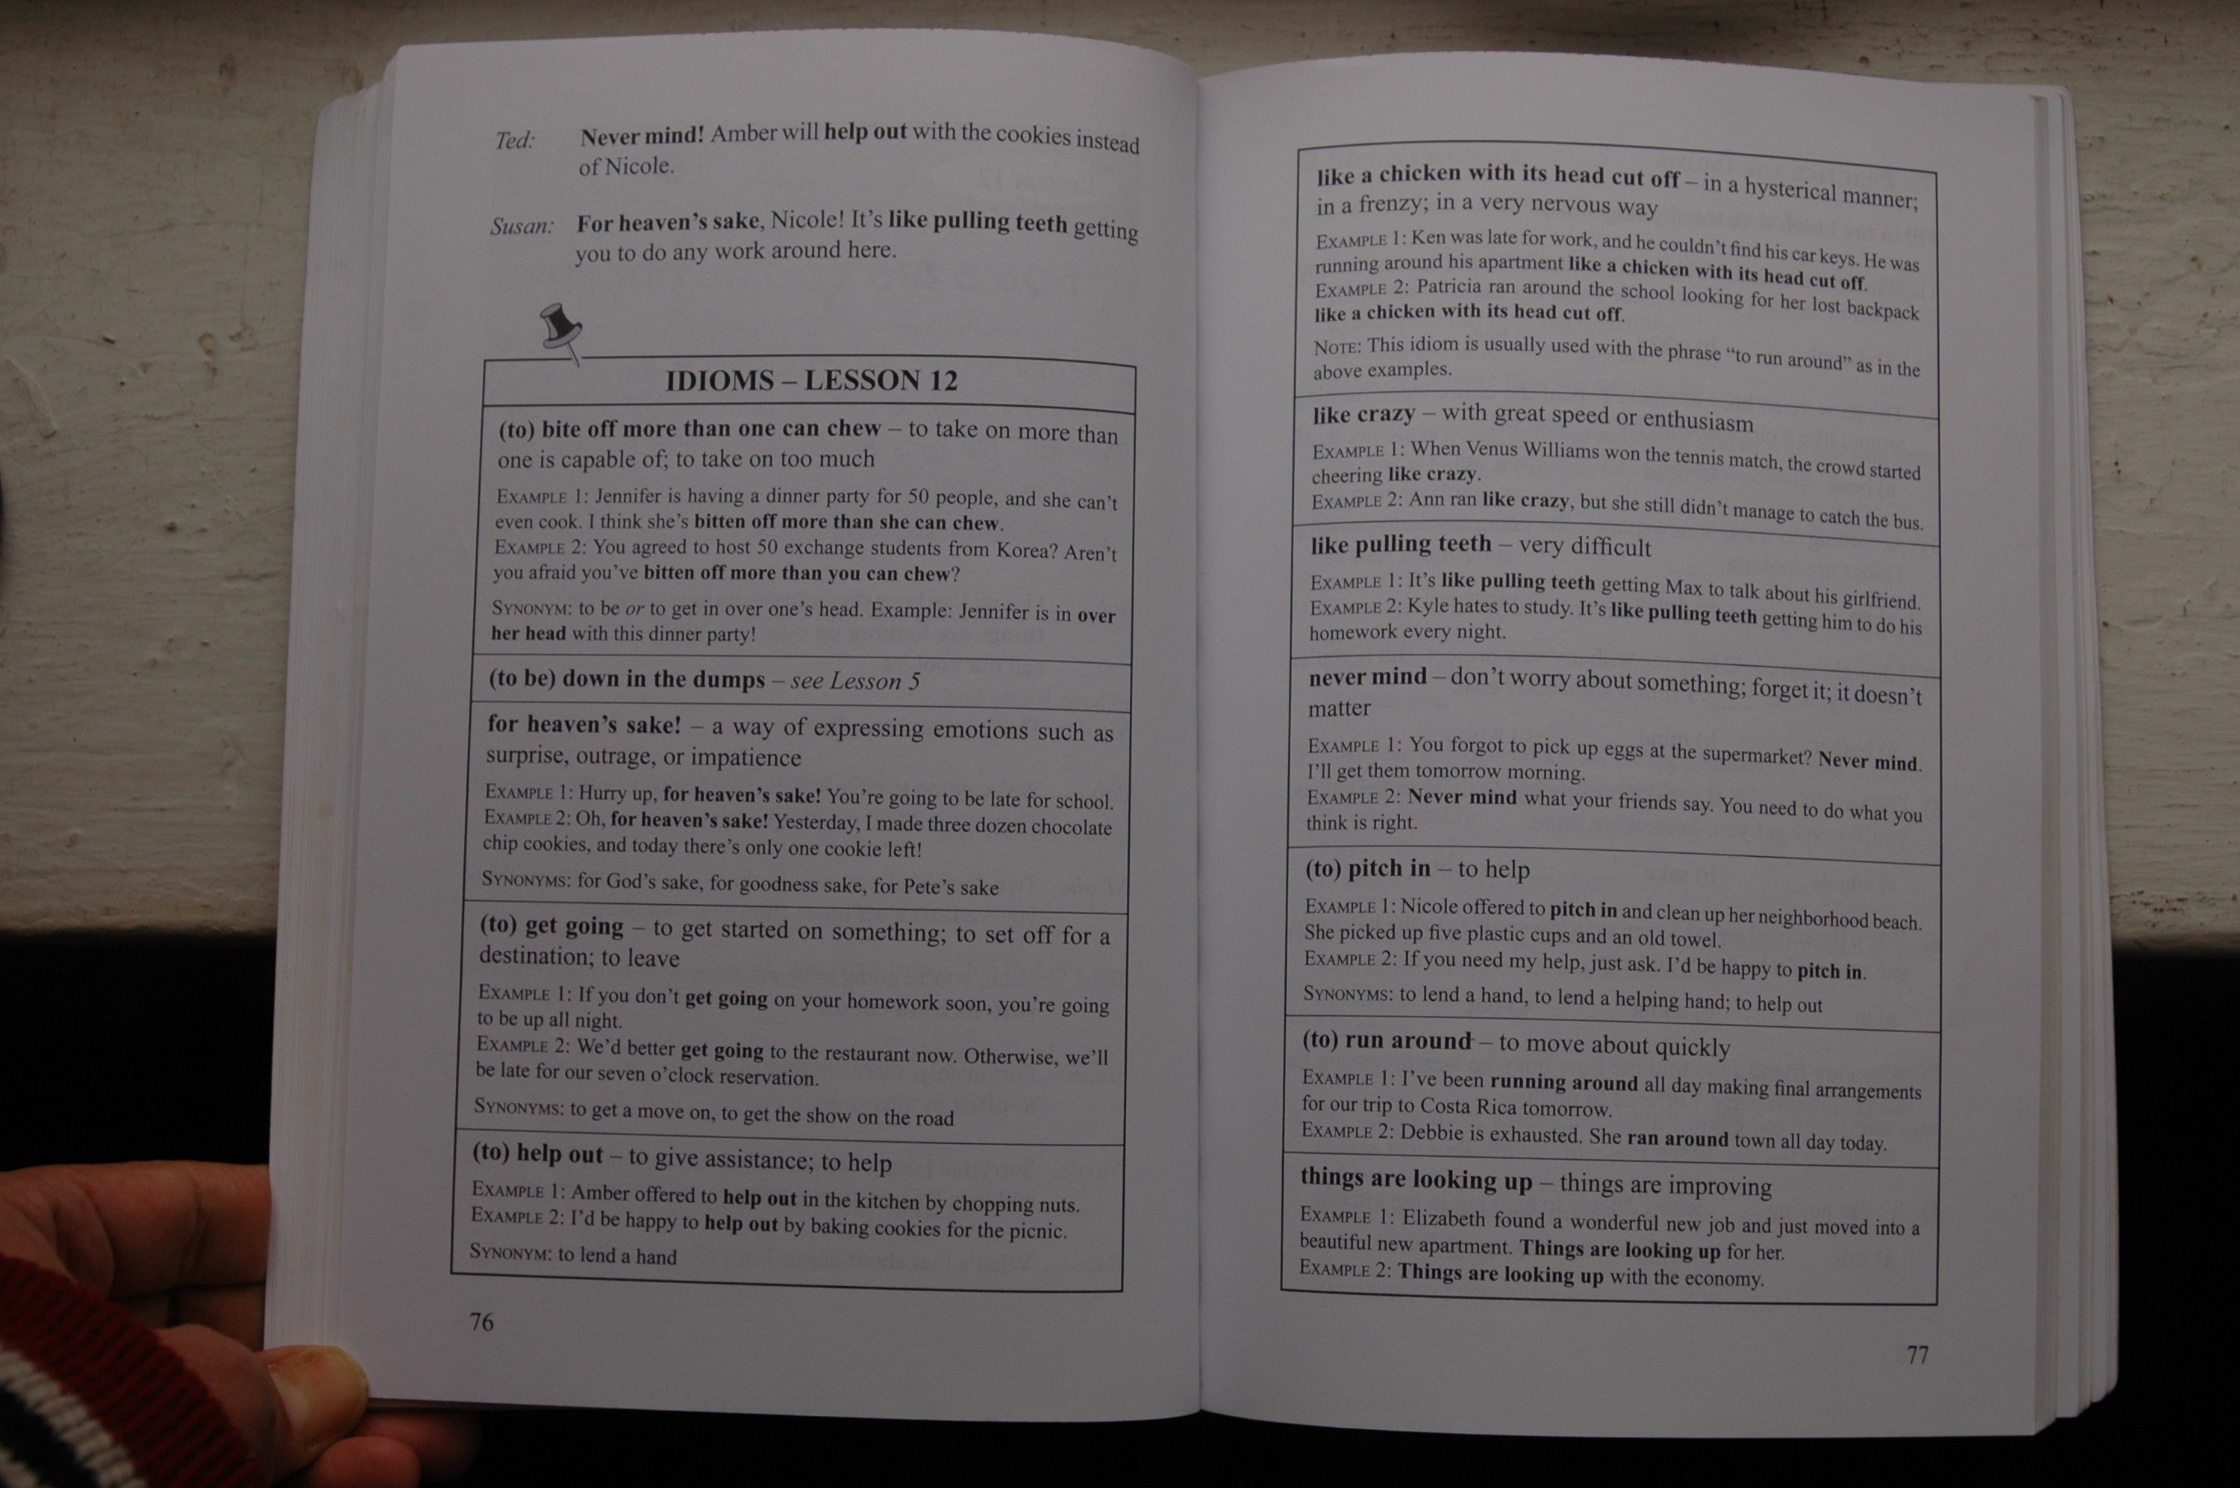 Ted: Never mind! Amber will help out with the cookies instead
of Nicole.
Susan: For heaven's sake, Nicole! It's like pulling teeth getting
you to do any work around here.
IDIOMS – LESSON 12
(to) bite off more than one can chew – to take on more than
one is capable of; to take on too much
EXAMPLE 1: Jennifer is having a dinner party for 50 people, and she can't
even cook. I think she's bitten off more than she can chew.
EXAMPLE 2: You agreed to host 50 exchange students from Korea? Aren't
you afraid you've bitten off more than you can chew?
SYNONYM: to be or to get in over one's head. Example: Jennifer is in over
her head with this dinner party!
(to be) down in the dumps – see Lesson 5
for heaven's sake! – a way of expressing emotions such as
surprise, outrage, or impatience
EXAMPLE 1: Hurry up, for heaven's sake! You're going to be late for school.
EXAMPLE 2: Oh, for heaven's sake! Yesterday, I made three dozen chocolate
chip cookies, and today there's only one cookie left!
SYNONYMS: for God's sake, for goodness sake, for Pete's sake
(to) get going – to get started on something; to set off for a
destination; to leave
EXAMPLE 1: If you don't get going on your homework soon, you're going
to be up all night.
EXAMPLE 2: We'd better get going to the restaurant now. Otherwise, we'll
be late for our seven o'clock reservation.
SYNONYMS: to get a move on, to get the show on the road
(to) help out – to give assistance; to help
EXAMPLE 1: Amber offered to help out in the kitchen by chopping nuts.
EXAMPLE 2: I'd be happy to help out by baking cookies for the picnic.
SYNONYM: to lend a hand
76
like a chicken with its head cut off – in a hysterical manner;
in a frenzy; in a very nervous way
EXAMPLE 1: Ken was late for work, and he couldn't find his car keys. He was
running around his apartment like a chicken with its head cut off.
EXAMPLE 2: Patricia ran around the school looking for her lost backpack
like a chicken with its head cut off.
NOTE: This idiom is usually used with the phrase "to run around" as in the
above examples.
like crazy – with great speed or enthusiasm
EXAMPLE 1: When Venus Williams won the tennis match, the crowd started
cheering like crazy.
EXAMPLE 2: Ann ran like crazy, but she still didn't manage to catch the bus.
like pulling teeth – very difficult
EXAMPLE 1: It's like pulling teeth getting Max to talk about his girlfriend.
EXAMPLE 2: Kyle hates to study. It's like pulling teeth getting him to do his
homework every night.
never mind – don't worry about something; forget it; it doesn't
matter
EXAMPLE 1: You forgot to pick up eggs at the supermarket? Never mind.
I'll get them tomorrow morning.
EXAMPLE 2: Never mind what your friends say. You need to do what you
think is right.
(to) pitch in – to help
EXAMPLE 1: Nicole offered to pitch in and clean up her neighborhood beach.
She picked up five plastic cups and an old towel.
EXAMPLE 2: If you need my help, just ask. I'd be happy to pitch in.
SYNONYMS: to lend a hand, to lend a helping hand; to help out
(to) run around – to move about quickly
EXAMPLE 1: I've been running around all day making final arrangements
for our trip to Costa Rica tomorrow.
EXAMPLE 2: Debbie is exhausted. She ran around town all day today.
things are looking up – things are improving
EXAMPLE 1: Elizabeth found a wonderful new job and just moved into a
beautiful new apartment. Things are looking up for her.
EXAMPLE 2: Things are looking up with the economy.
77